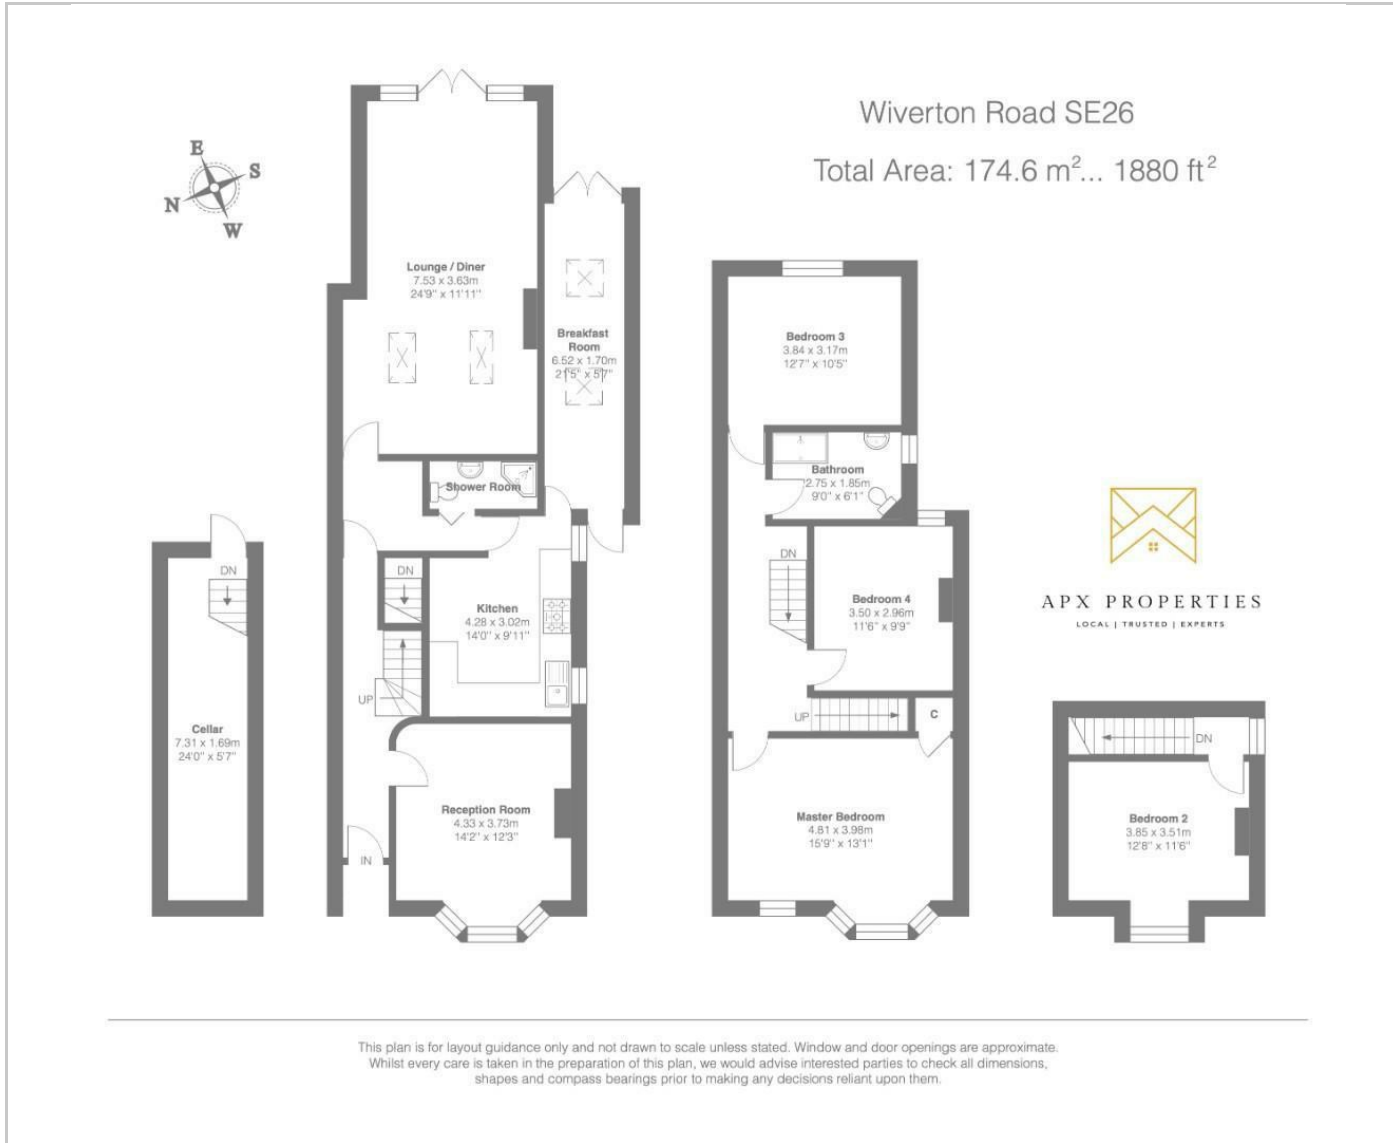 Wiverton Road SE26
Total Area: 174.6 m²... 1880 ft²
E
S
N
W
Lounge / Diner
7.53 x 3.63m
24'9" x 11'11"
Breakfast
Room
6.52 x 1.70m
21'5" x 5'7"
Shower Room
DN
Kitchen
4.28 x 3.02m
14'0" x 9'11"
UP
Reception Room
4.33 x 3.73m
14'2" x 12'3"
IN
DN
Cellar
7.31 x 1.69m
24'0" x 5'7"
Bedroom 3
3.84 x 3.17m
12'7" x 10'5"
Bathroom
2.75 x 1.85m
9'0" x 6'1"
DN
Bedroom 4
3.50 x 2.96m
11'6" x 9'9"
UP
C
Master Bedroom
4.81 x 3.98m
15'9" x 13'1"
APX PROPERTIES
LOCAL | TRUSTED | EXPERTS
DN
Bedroom 2
3.85 x 3.51m
12'8" x 11'6"
This plan is for layout guidance only and not drawn to scale unless stated. Window and door openings are approximate.
Whilst every care is taken in the preparation of this plan, we would advise interested parties to check all dimensions,
shapes and compass bearings prior to making any decisions reliant upon them.